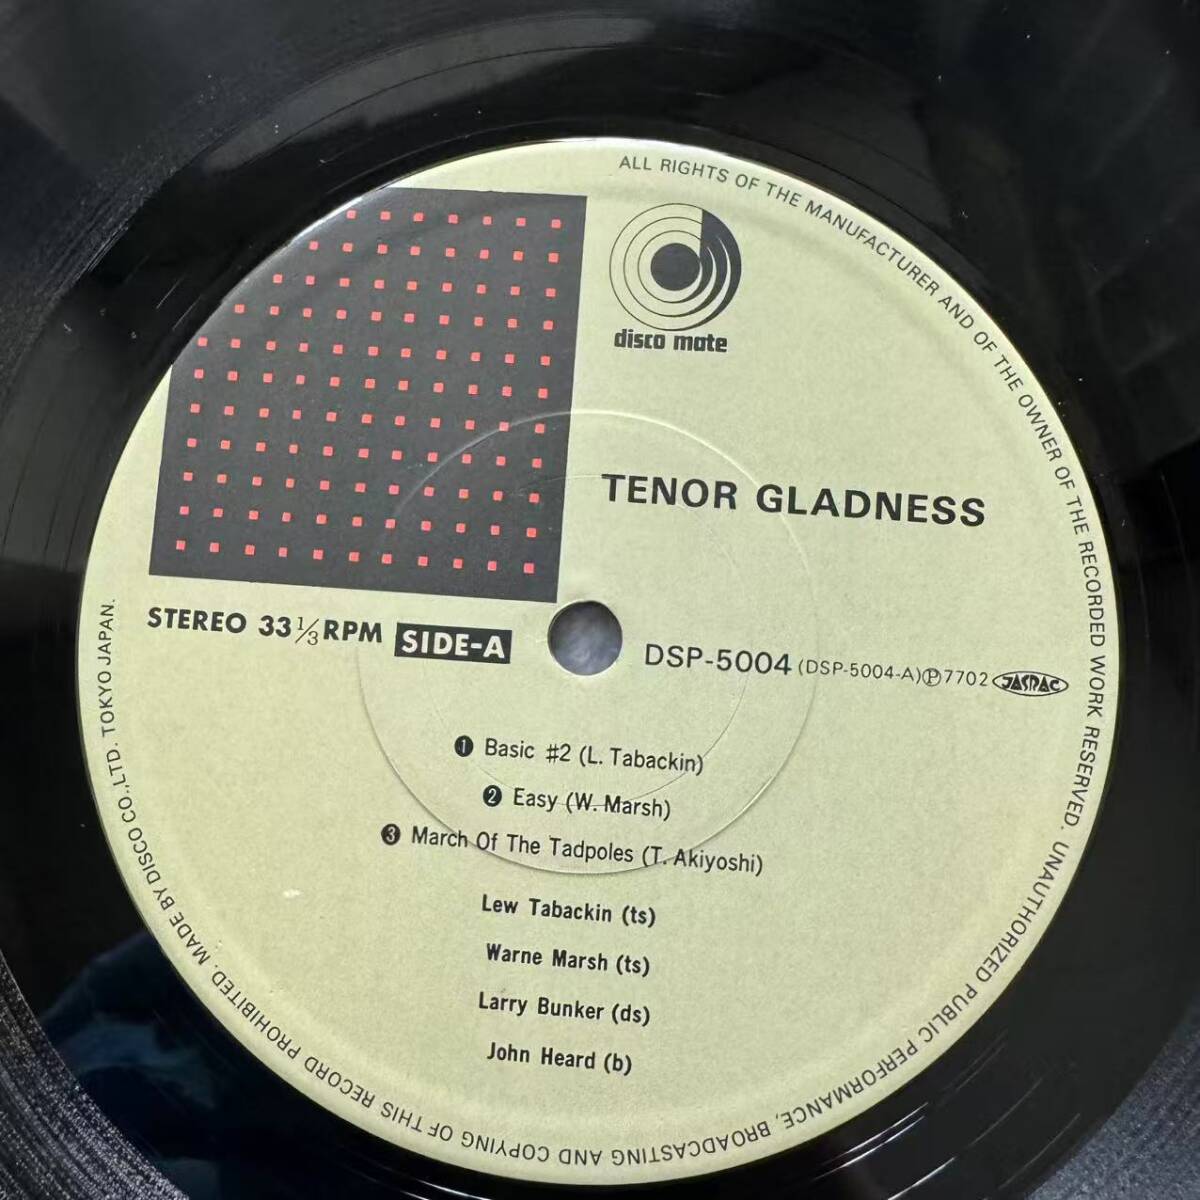 ALL RIGHTS OF THE MANUFACTURER AND OF THE OWNER OF THE RECORDED WORK RESERVED. UNAUTHORIZED PUBLIC PERFORMANCE, BROADCASTING AND COPYING OF THIS RECORD PROHIBITED. MADE BY DISCO CO.,LTD. TOKYO JAPAN.
disco mate
TENOR GLADNESS
STEREO 33 1/3 RPM SIDE-A
DSP-5004 (DSP-5004-A) Ⓟ7702 JASRAC
❶ Basic #2 (L. Tabackin)
❷ Easy (W. Marsh)
❸ March Of The Tadpoles (T. Akiyoshi)
Lew Tabackin (ts)
Warne Marsh (ts)
Larry Bunker (ds)
John Heard (b)